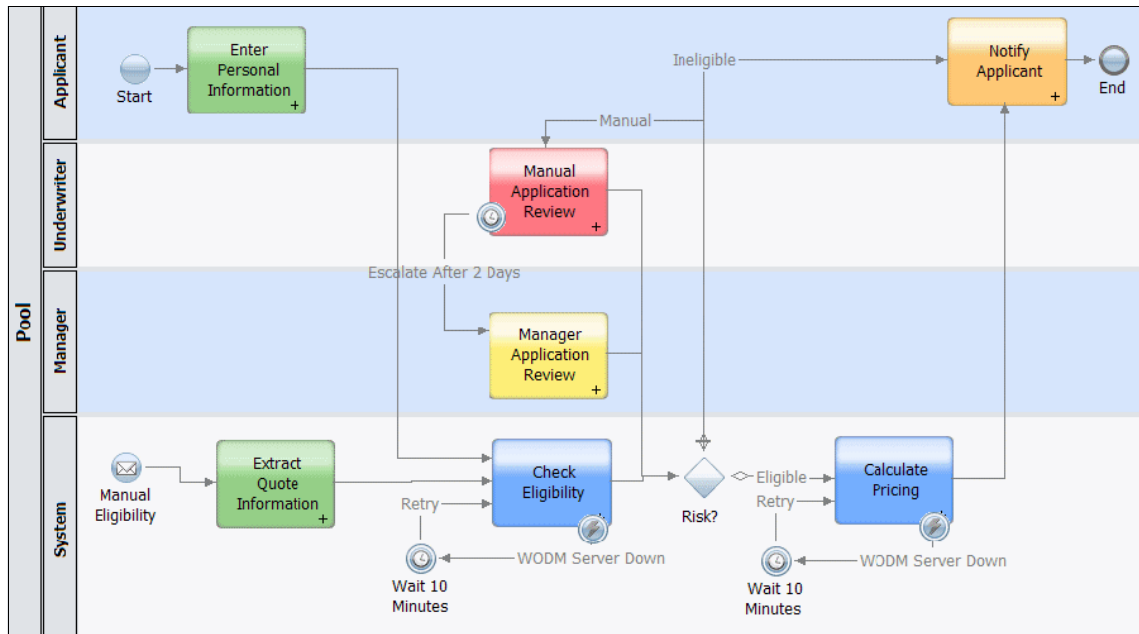 Pool
Applicant
Start
Enter
Personal
Information
Ineligible
Notify
Applicant
End
Manual
Underwriter
Manual
Application
Review
Escalate After 2 Days
Manager
Manager
Application
Review
System
Manual
Eligibility
Extract
Quote
Information
Check
Eligibility
Retry
WODM Server Down
Wait 10
Minutes
Risk?
Eligible
Retry
Calculate
Pricing
WODM Server Down
Wait 10
Minutes